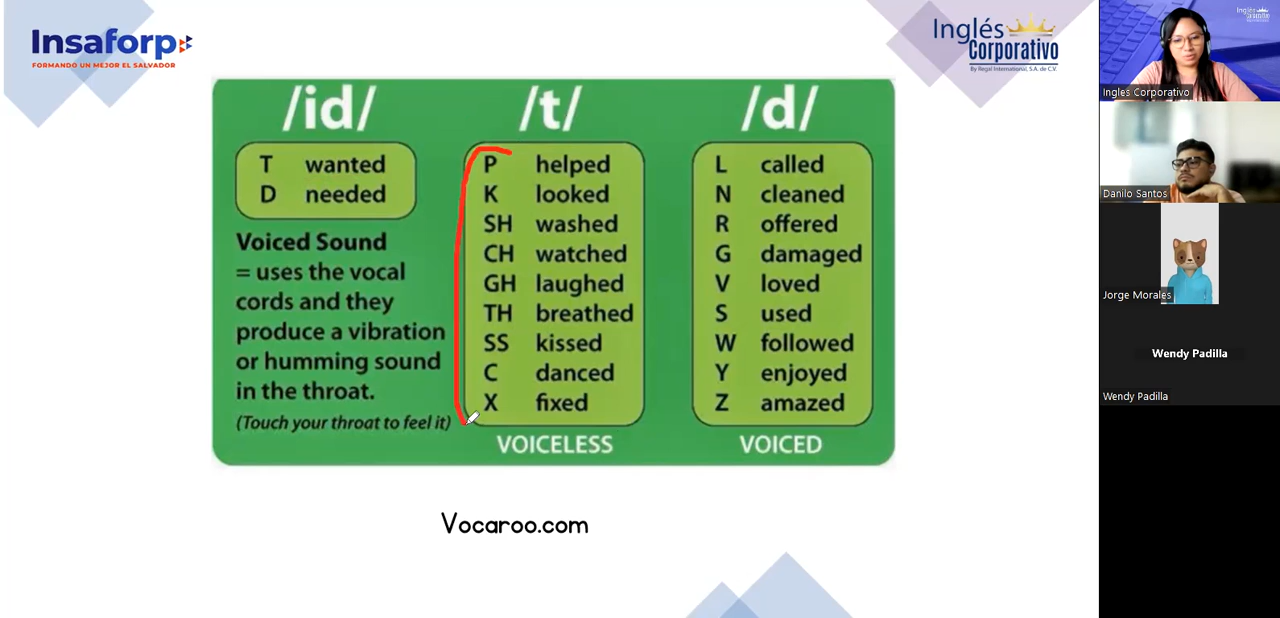 Insaforp
FORMANDO UN MEJOR EL SALVADOR
Inglés
Corporativo
By Regal International, S.A. de C.V.
/id/
T wanted
D needed
Voiced Sound
= uses the vocal
cords and they
produce a vibration
or humming sound
in the throat.
(Touch your throat to feel it)
/t/
P helped
K looked
SH washed
CH watched
GH laughed
TH breathed
SS kissed
C danced
X fixed
VOICELESS
/d/
L called
N cleaned
R offered
G damaged
V loved
S used
W followed
Y enjoyed
Z amazed
VOICED
Vocaroo.com
Inglés
Corporativo
Ingles Corporativo
Danilo Santos
Jorge Morales
Wendy Padilla
Wendy Padilla